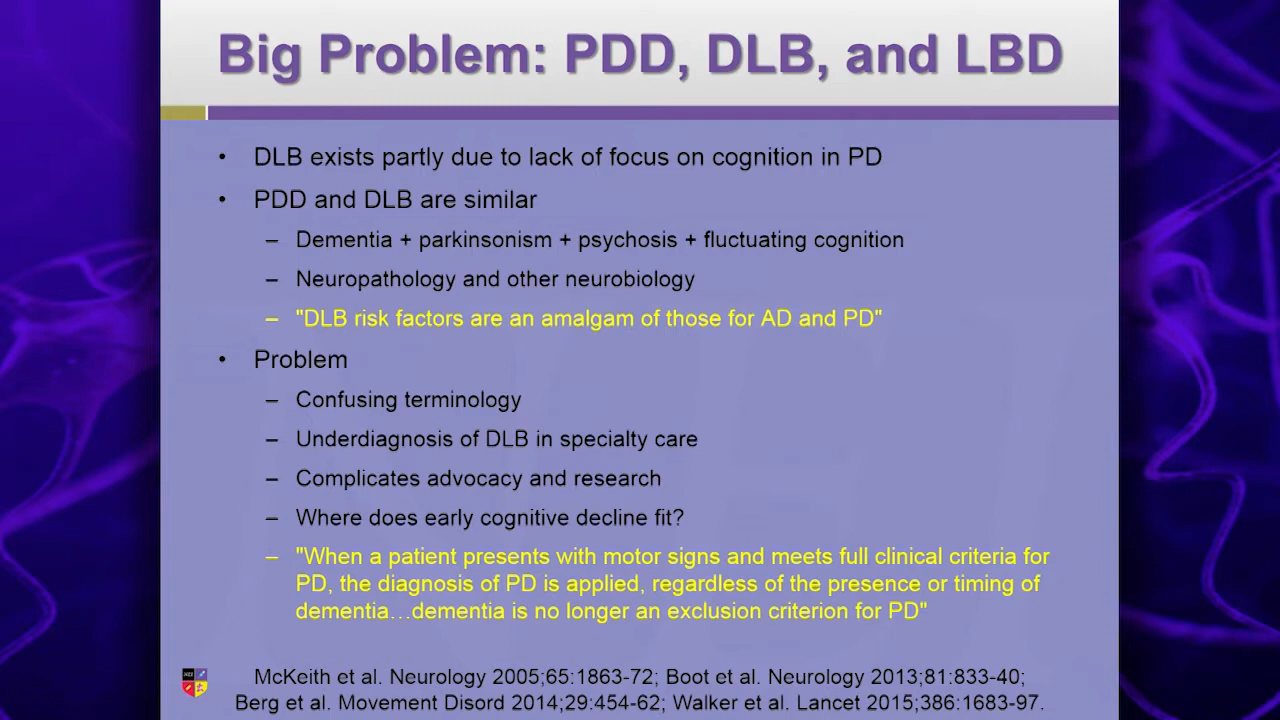 Big Problem: PDD, DLB, and LBD
• DLB exists partly due to lack of focus on cognition in PD
• PDD and DLB are similar
– Dementia + parkinsonism + psychosis + fluctuating cognition
– Neuropathology and other neurobiology
– "DLB risk factors are an amalgam of those for AD and PD"
• Problem
– Confusing terminology
– Underdiagnosis of DLB in specialty care
– Complicates advocacy and research
– Where does early cognitive decline fit?
– "When a patient presents with motor signs and meets full clinical criteria for
PD, the diagnosis of PD is applied, regardless of the presence or timing of
dementia…dementia is no longer an exclusion criterion for PD"
McKeith et al. Neurology 2005;65:1863-72; Boot et al. Neurology 2013;81:833-40;
Berg et al. Movement Disord 2014;29:454-62; Walker et al. Lancet 2015;386:1683-97.